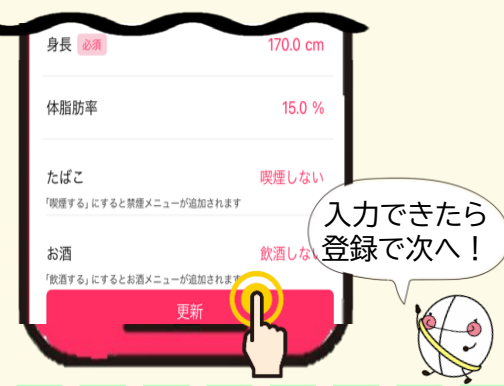 身長 必須 170.0 cm
体脂肪率 15.0 %
たばこ 喫煙しない
「喫煙する」にすると禁煙メニューが追加されます
お酒 飲酒しな
「飲酒する」にするとお酒メニューが追加されます
更新
入力できたら
登録で次へ！